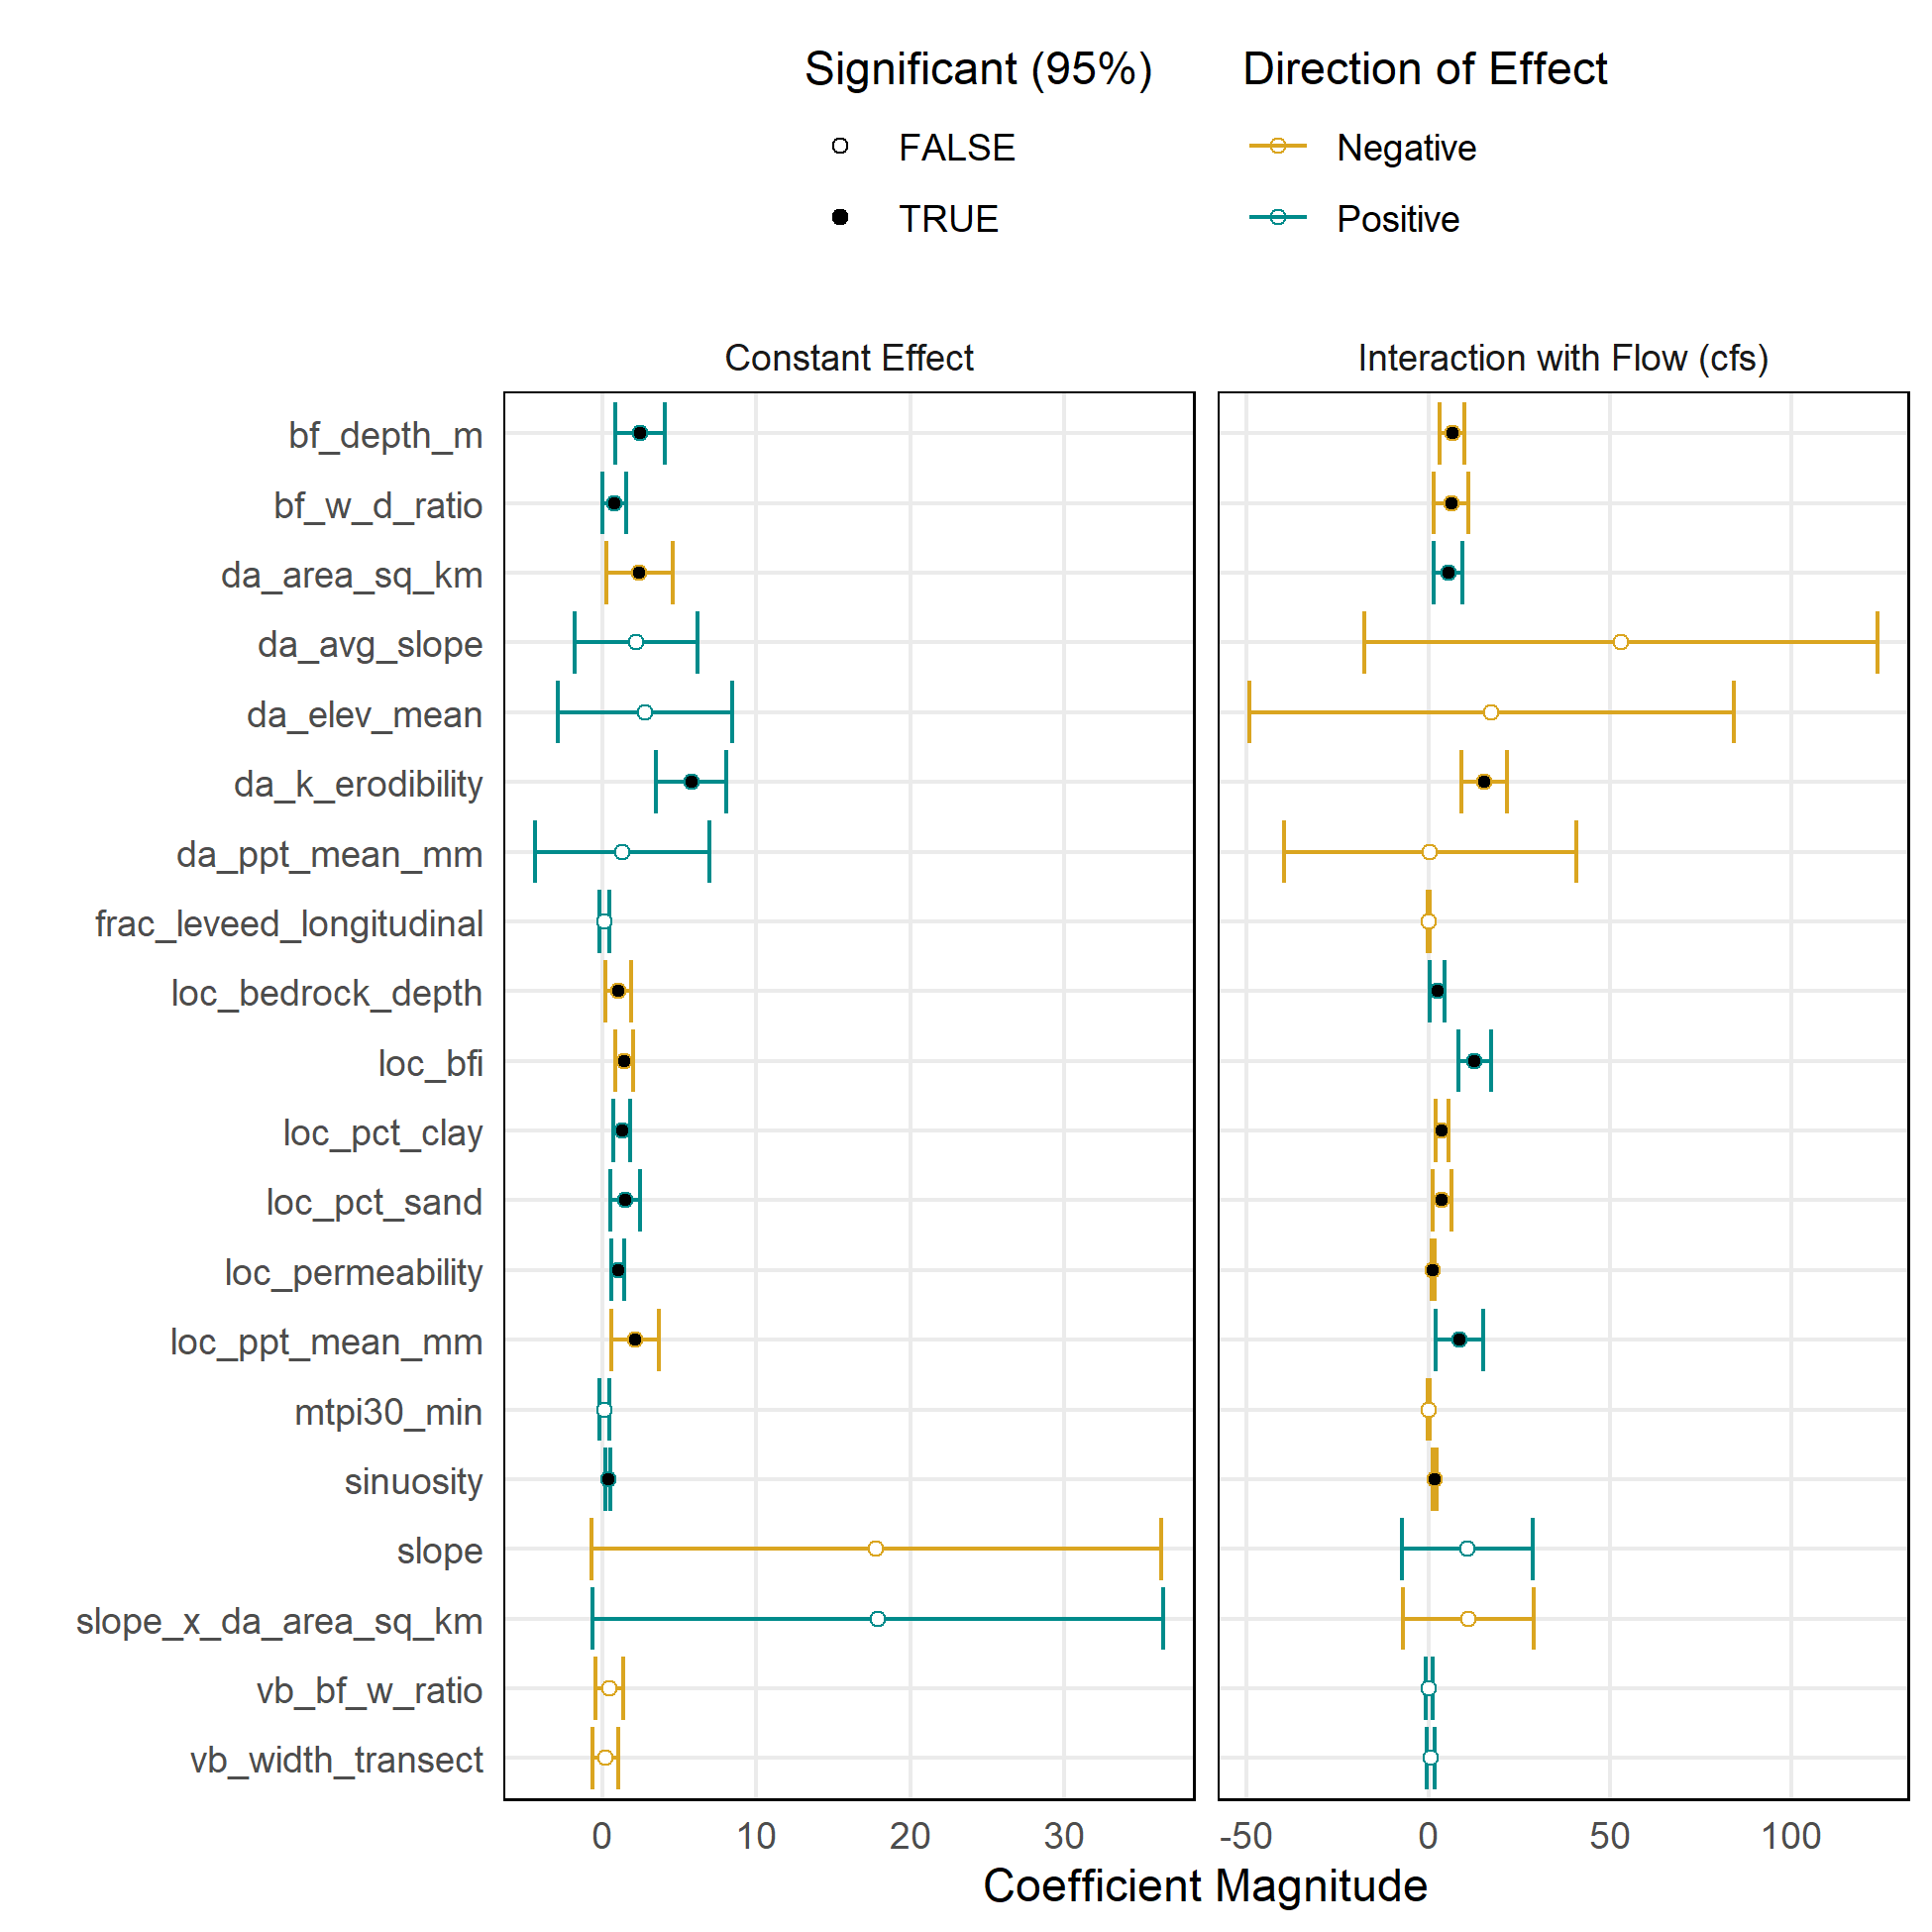 Significant (95%)
FALSE
TRUE
Direction of Effect
Negative
Positive
Constant Effect
Interaction with Flow (cfs)
bf_depth_m
bf_w_d_ratio
da_area_sq_km
da_avg_slope
da_elev_mean
da_k_erodibility
da_ppt_mean_mm
frac_leveed_longitudinal
loc_bedrock_depth
loc_bfi
loc_pct_clay
loc_pct_sand
loc_permeability
loc_ppt_mean_mm
mtpi30_min
sinuosity
slope
slope_x_da_area_sq_km
vb_bf_w_ratio
vb_width_transect
0 10 20 30
-50 0 50 100
Coefficient Magnitude